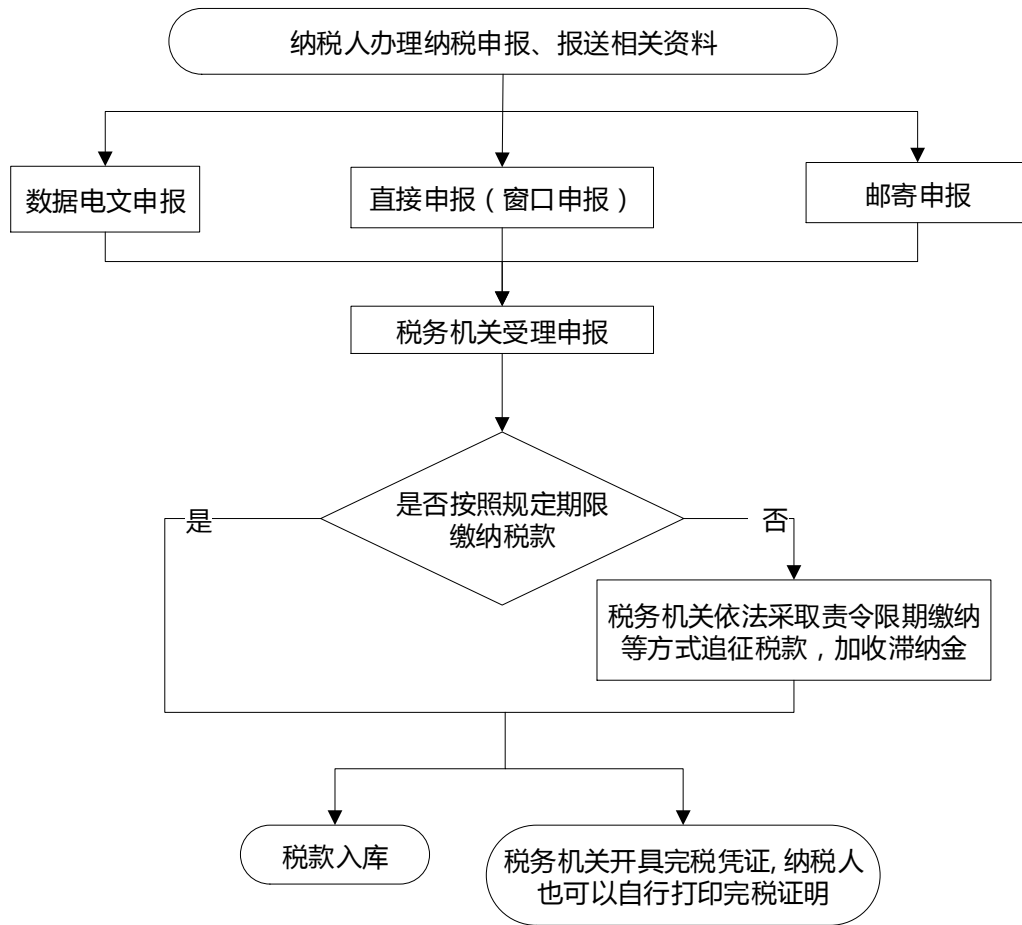 纳税人办理纳税申报、报送相关资料
数据电文申报
直接申报（窗口申报）
邮寄申报
税务机关受理申报
是否按照规定期限
缴纳税款
是
否
税务机关依法采取责令限期缴纳
等方式追征税款，加收滞纳金
税款入库
税务机关开具完税凭证, 纳税人
也可以自行打印完税证明